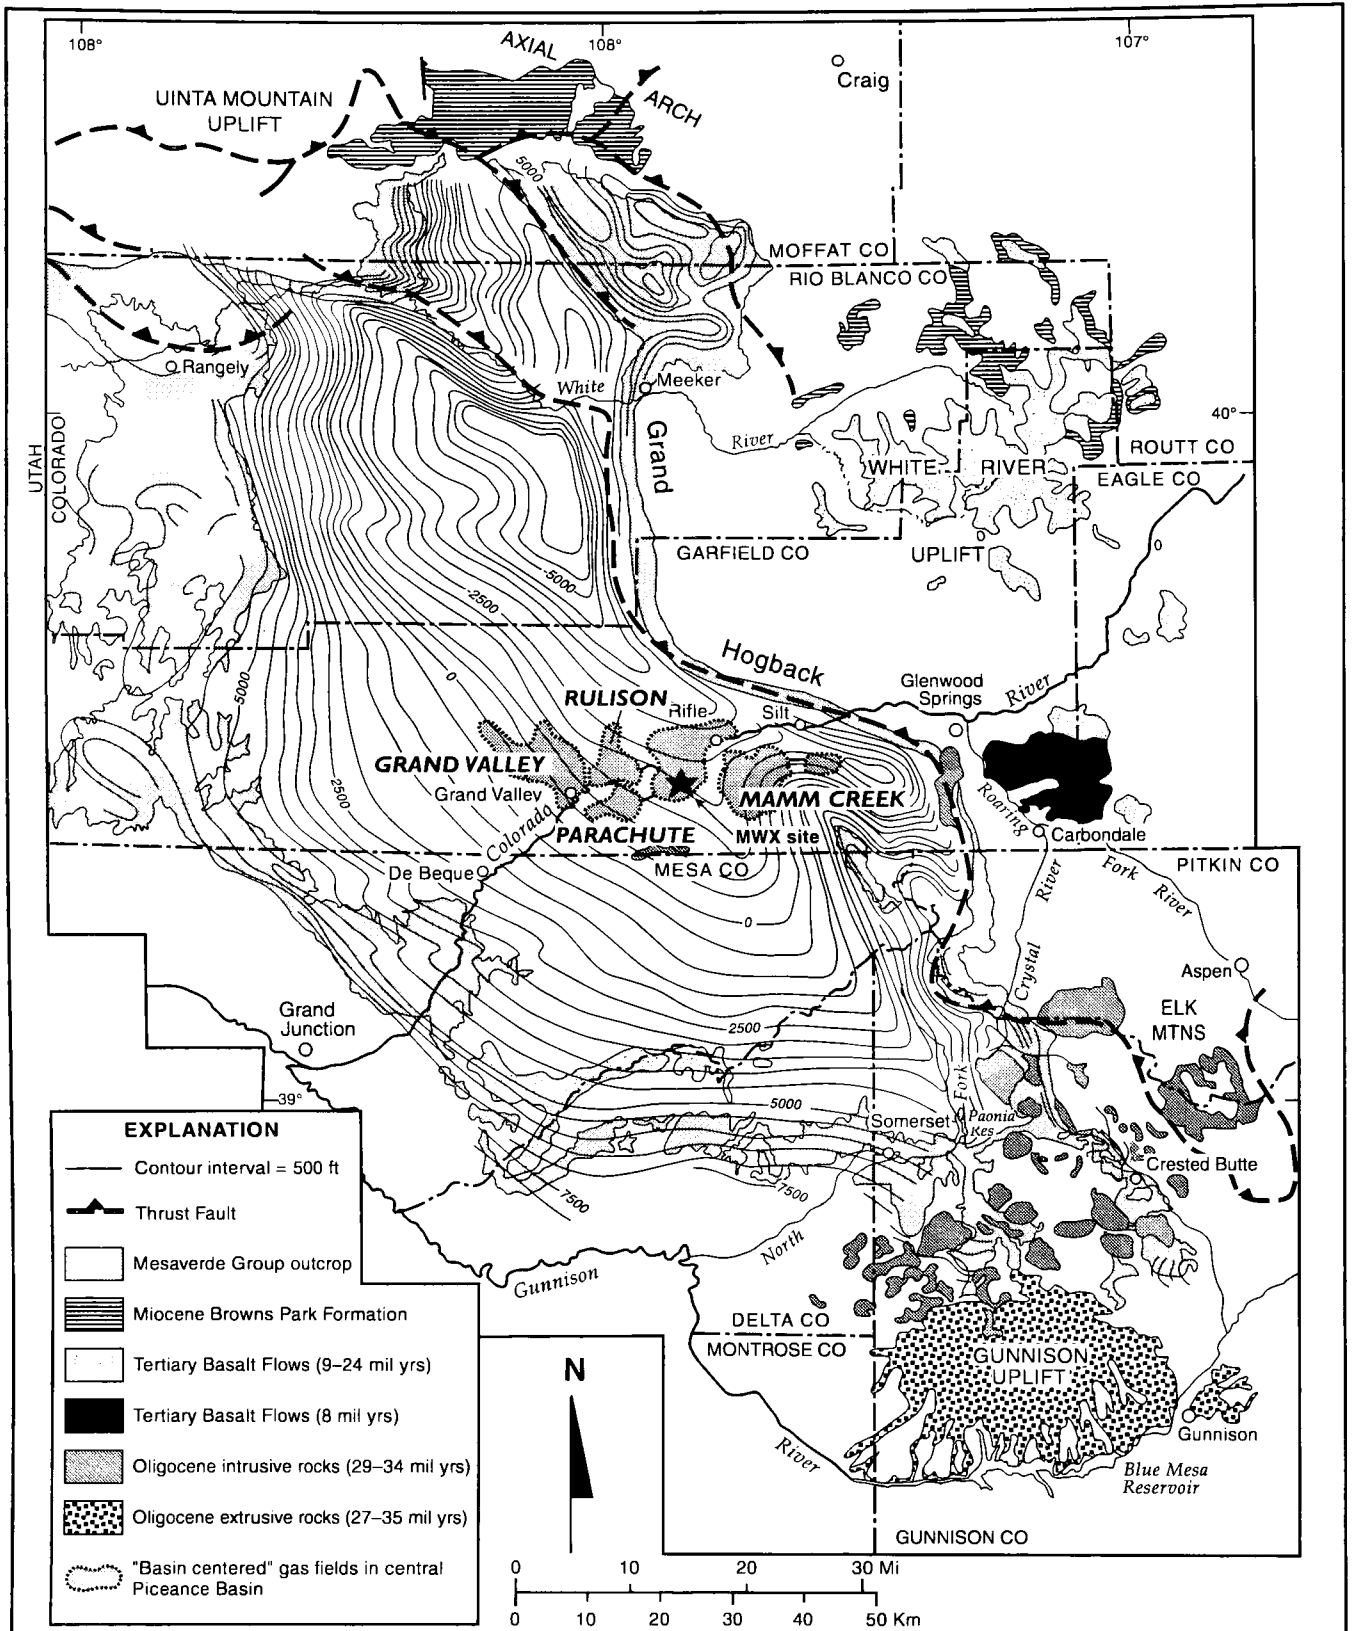 108°
108°
107°
AXIAL
ARCH
Craig
UINTA MOUNTAIN
UPLIFT
5000
MOFFAT CO
RIO BLANCO CO
Rangely
White
Meeker
River
40°
UTAH
COLORADO
Grand
WHITE
RIVER
UPLIFT
ROUTT CO
EAGLE CO
GARFIELD CO
-5000
-2500
0
5000
Hogback
Glenwood
Springs
River
RULISON
Rifle
Silt
GRAND VALLEY
Grand Valley
2500
MAMM CREEK
Roaring
Colorado
PARACHUTE
MWX site
Carbondale
MESA CO
PITKIN CO
Fork
River
River
De Beque
0
Crystal
Aspen
Grand
Junction
ELK
MTNS
2500
39°
5000
Fork
Somerset
Paonia
Res
Crested Butte
7500
7500
North
Gunnison
DELTA CO
MONTROSE CO
GUNNISON
UPLIFT
River
Gunnison
Blue Mesa
Reservoir
GUNNISON CO
EXPLANATION
Contour interval = 500 ft
Thrust Fault
Mesaverde Group outcrop
Miocene Browns Park Formation
Tertiary Basalt Flows (9–24 mil yrs)
Tertiary Basalt Flows (8 mil yrs)
Oligocene intrusive rocks (29–34 mil yrs)
Oligocene extrusive rocks (27–35 mil yrs)
"Basin centered" gas fields in central
Piceance Basin
N
0 10 20 30 Mi
0 10 20 30 40 50 Km